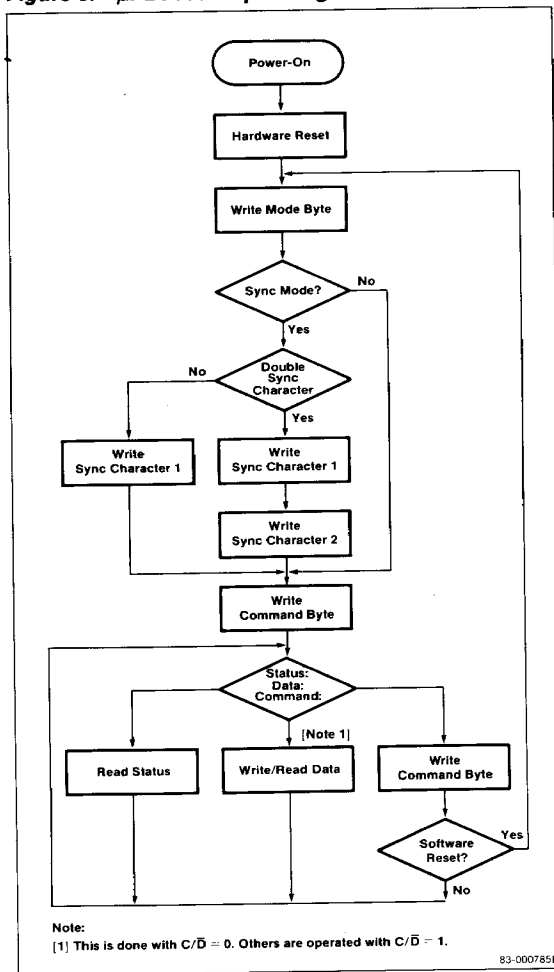 Power-On
Hardware Reset
Write Mode Byte
Sync Mode?
No
Yes
Double
Sync
Character
No
Yes
Write
Sync Character 1
Write
Sync Character 1
Write
Sync Character 2
Write
Command Byte
Status:
Data:
Command:
[Note 1]
Read Status
Write/Read Data
Write
Command Byte
Software
Reset?
Yes
No
Note:
[1] This is done with C/D̅ = 0. Others are operated with C/D̅ = 1.